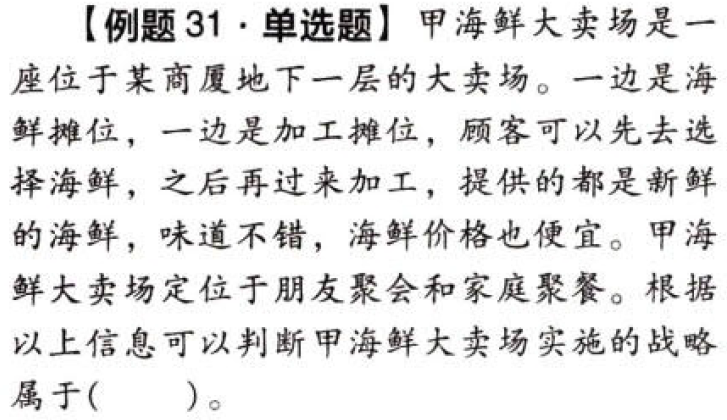 【例题31·单选题】甲海鲜大卖场是一
座位于某商厦地下一层的大卖场。一边是海
鲜摊位，一边是加工摊位，顾客可以先去选
择海鲜，之后再过来加工，提供的都是新鲜
的海鲜，味道不错，海鲜价格也便宜。甲海
鲜大卖场定位于朋友聚会和家庭聚餐。根据
以上信息可以判断甲海鲜大卖场实施的战略
属于(　　)。